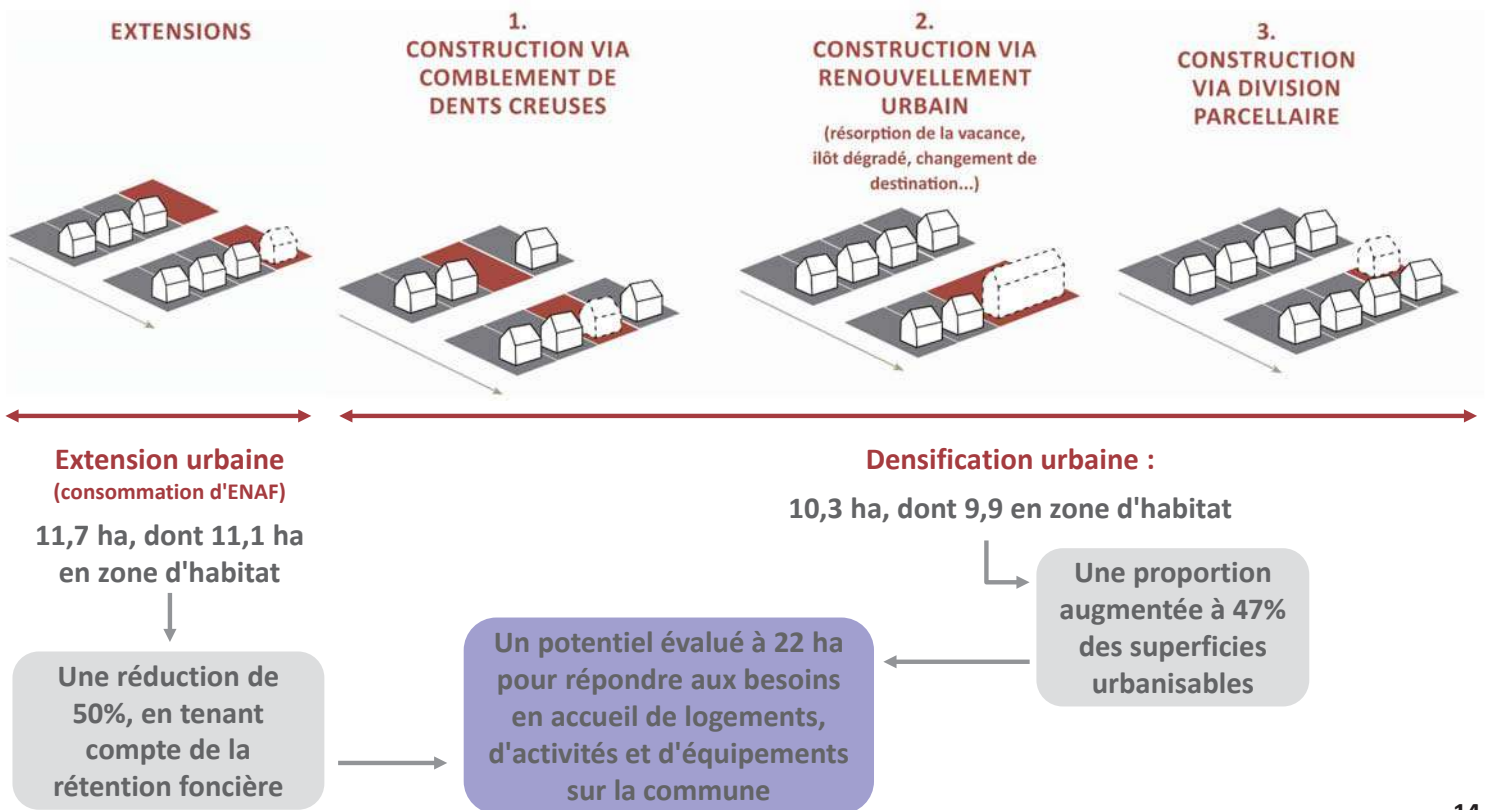 EXTENSIONS
1.
CONSTRUCTION VIA
COMBLEMENT DE
DENTS CREUSES
2.
CONSTRUCTION VIA
RENOUVELLEMENT
URBAIN
(résorption de la vacance,
ilôt dégradé, changement de
destination...)
3.
CONSTRUCTION
VIA DIVISION
PARCELLAIRE
Extension urbaine
(consommation d'ENAF)
11,7 ha, dont 11,1 ha
en zone d'habitat
Une réduction de
50%, en tenant
compte de la
rétention foncière
Densification urbaine :
10,3 ha, dont 9,9 en zone d'habitat
Une proportion
augmentée à 47%
des superficies
urbanisables
Un potentiel évalué à 22 ha
pour répondre aux besoins
en accueil de logements,
d'activités et d'équipements
sur la commune
14